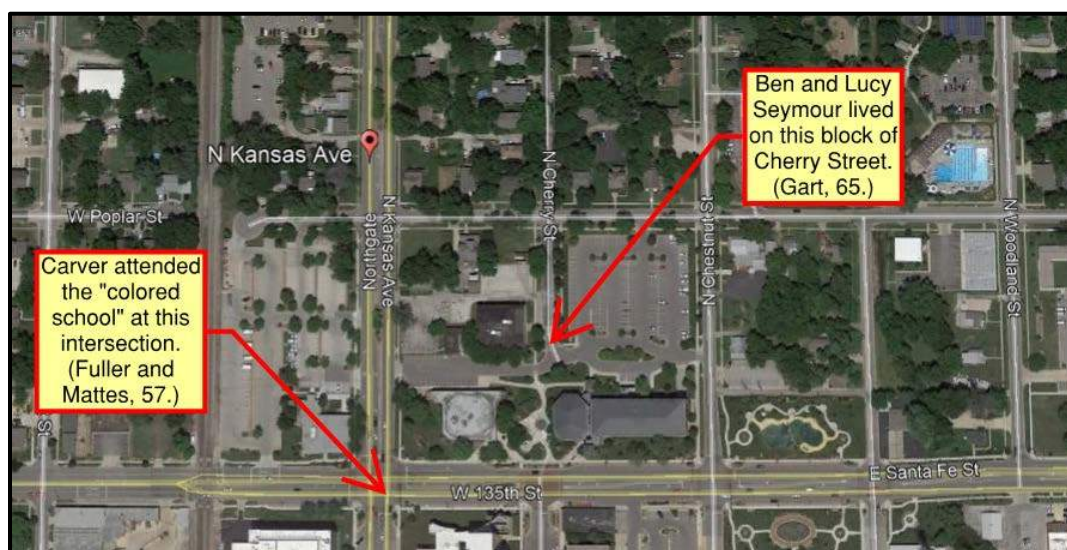 Ben and Lucy
Seymour lived
on this block of
Cherry Street.
(Gart, 65.)
N Kansas Ave
N Cherry St
W Poplar St
N Chestnut St
N Woodland St
Northgate
N Kansas Ave
Carver attended
the "colored
school" at this
intersection.
(Fuller and
Mattes, 57.)
St
E Santa Fe St
W 135th St